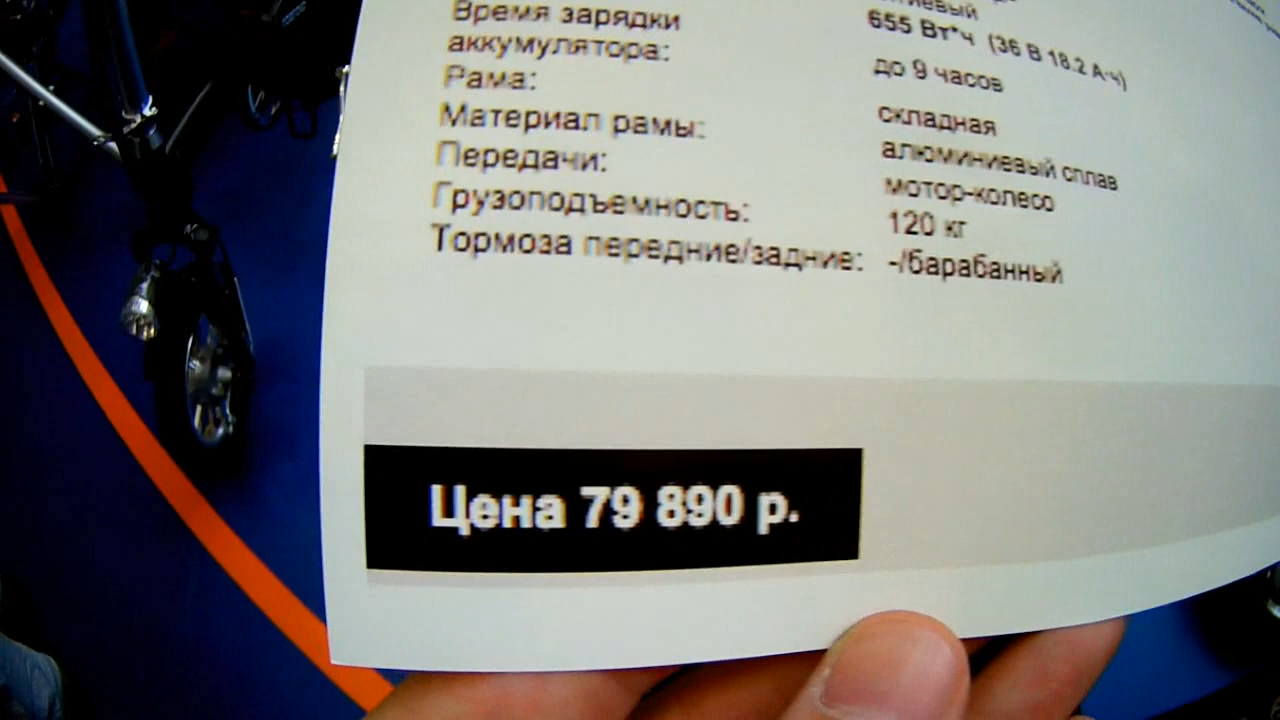 Время зарядки
аккумулятора:
Рама:
Материал рамы:
Передачи:
Грузоподъемность:
Тормоза передние/задние:
655 Вт*ч (36 В 18.2 А·ч)
до 9 часов
складная
алюминиевый сплав
мотор-колесо
120 кг
-/барабанный
Цена 79 890 р.